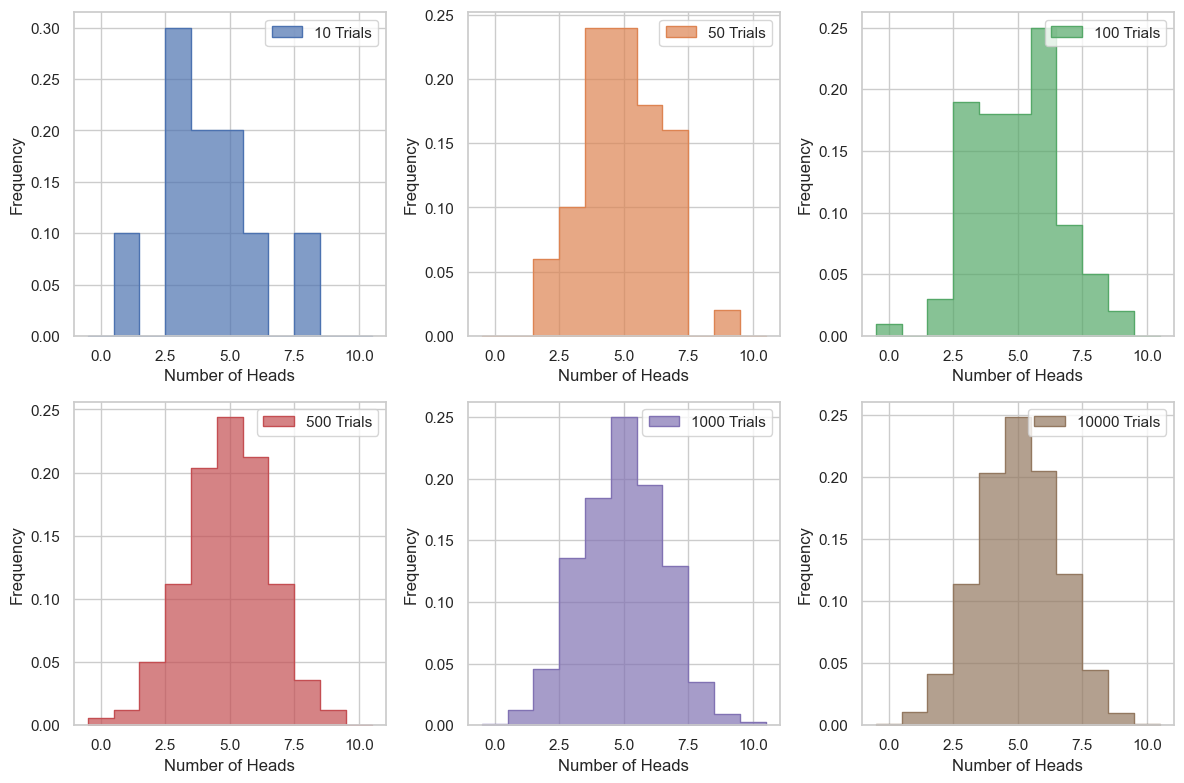 10 Trials
Frequency
0.30
0.25
0.20
0.15
0.10
0.05
0.00
0.0 2.5 5.0 7.5 10.0
Number of Heads
50 Trials
Frequency
0.25
0.20
0.15
0.10
0.05
0.00
0.0 2.5 5.0 7.5 10.0
Number of Heads
100 Trials
Frequency
0.25
0.20
0.15
0.10
0.05
0.00
0.0 2.5 5.0 7.5 10.0
Number of Heads
500 Trials
Frequency
0.25
0.20
0.15
0.10
0.05
0.00
0.0 2.5 5.0 7.5 10.0
Number of Heads
1000 Trials
Frequency
0.25
0.20
0.15
0.10
0.05
0.00
0.0 2.5 5.0 7.5 10.0
Number of Heads
10000 Trials
Frequency
0.25
0.20
0.15
0.10
0.05
0.00
0.0 2.5 5.0 7.5 10.0
Number of Heads